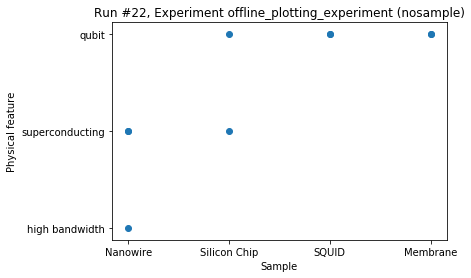 Run #22, Experiment offline_plotting_experiment (nosample)
qubit
superconducting
high bandwidth
Physical feature
Nanowire Silicon Chip SQUID Membrane
Sample